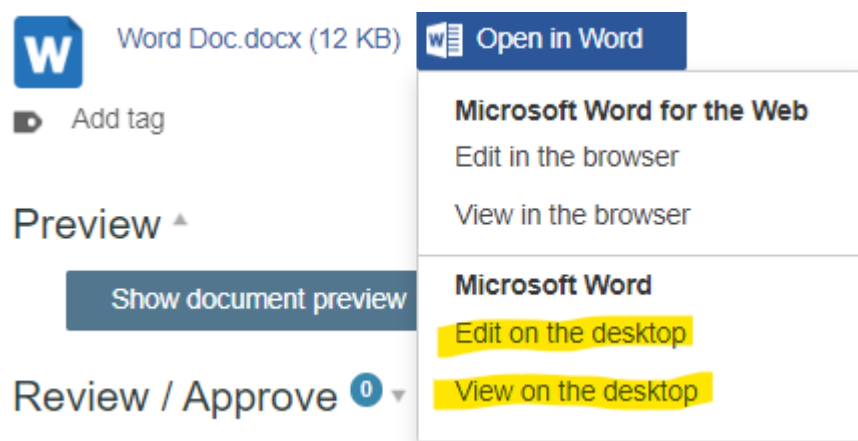 W
Word Doc.docx (12 KB)
W Open in Word
Add tag
Microsoft Word for the Web
Edit in the browser
View in the browser
Preview
Show document preview
Microsoft Word
Edit on the desktop
View on the desktop
Review / Approve 0